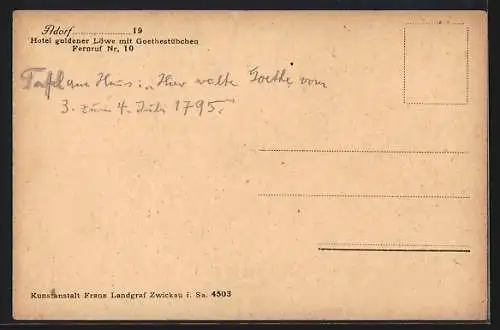 Adorf 19
Hotel goldener Löwe mit Goethestübchen
Fernruf Nr. 10
Tafel am Haus: „Hier weilte Goethe vom
3. zum 4. Juli 1795."
Kunstanstalt Franz Landgraf Zwickau i. Sa. 4503